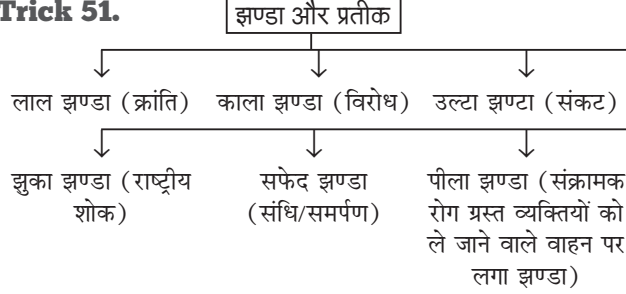 Trick 51.
झण्डा और प्रतीक
लाल झण्डा (क्रांति) काला झण्डा (विरोध) उल्टा झण्टा (संकट)
झुका झण्डा (राष्ट्रीय
शोक)
सफेद झण्डा
(संधि/समर्पण)
पीला झण्डा (संक्रामक
रोग ग्रस्त व्यक्तियों को
ले जाने वाले वाहन पर
लगा झण्डा)